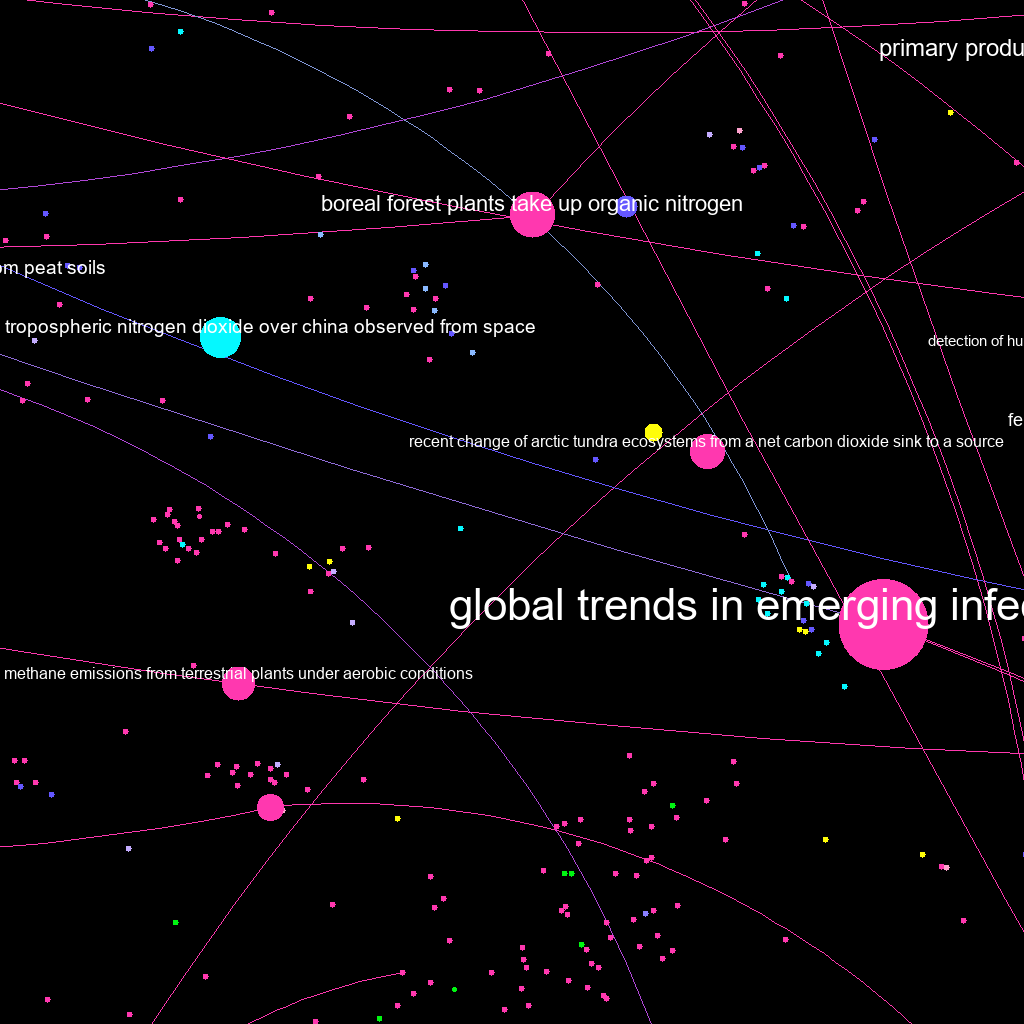 primary produ
boreal forest plants take up organic nitrogen
om peat soils
tropospheric nitrogen dioxide over china observed from space
detection of hu
fe
recent change of arctic tundra ecosystems from a net carbon dioxide sink to a source
global trends in emerging infe
methane emissions from terrestrial plants under aerobic conditions